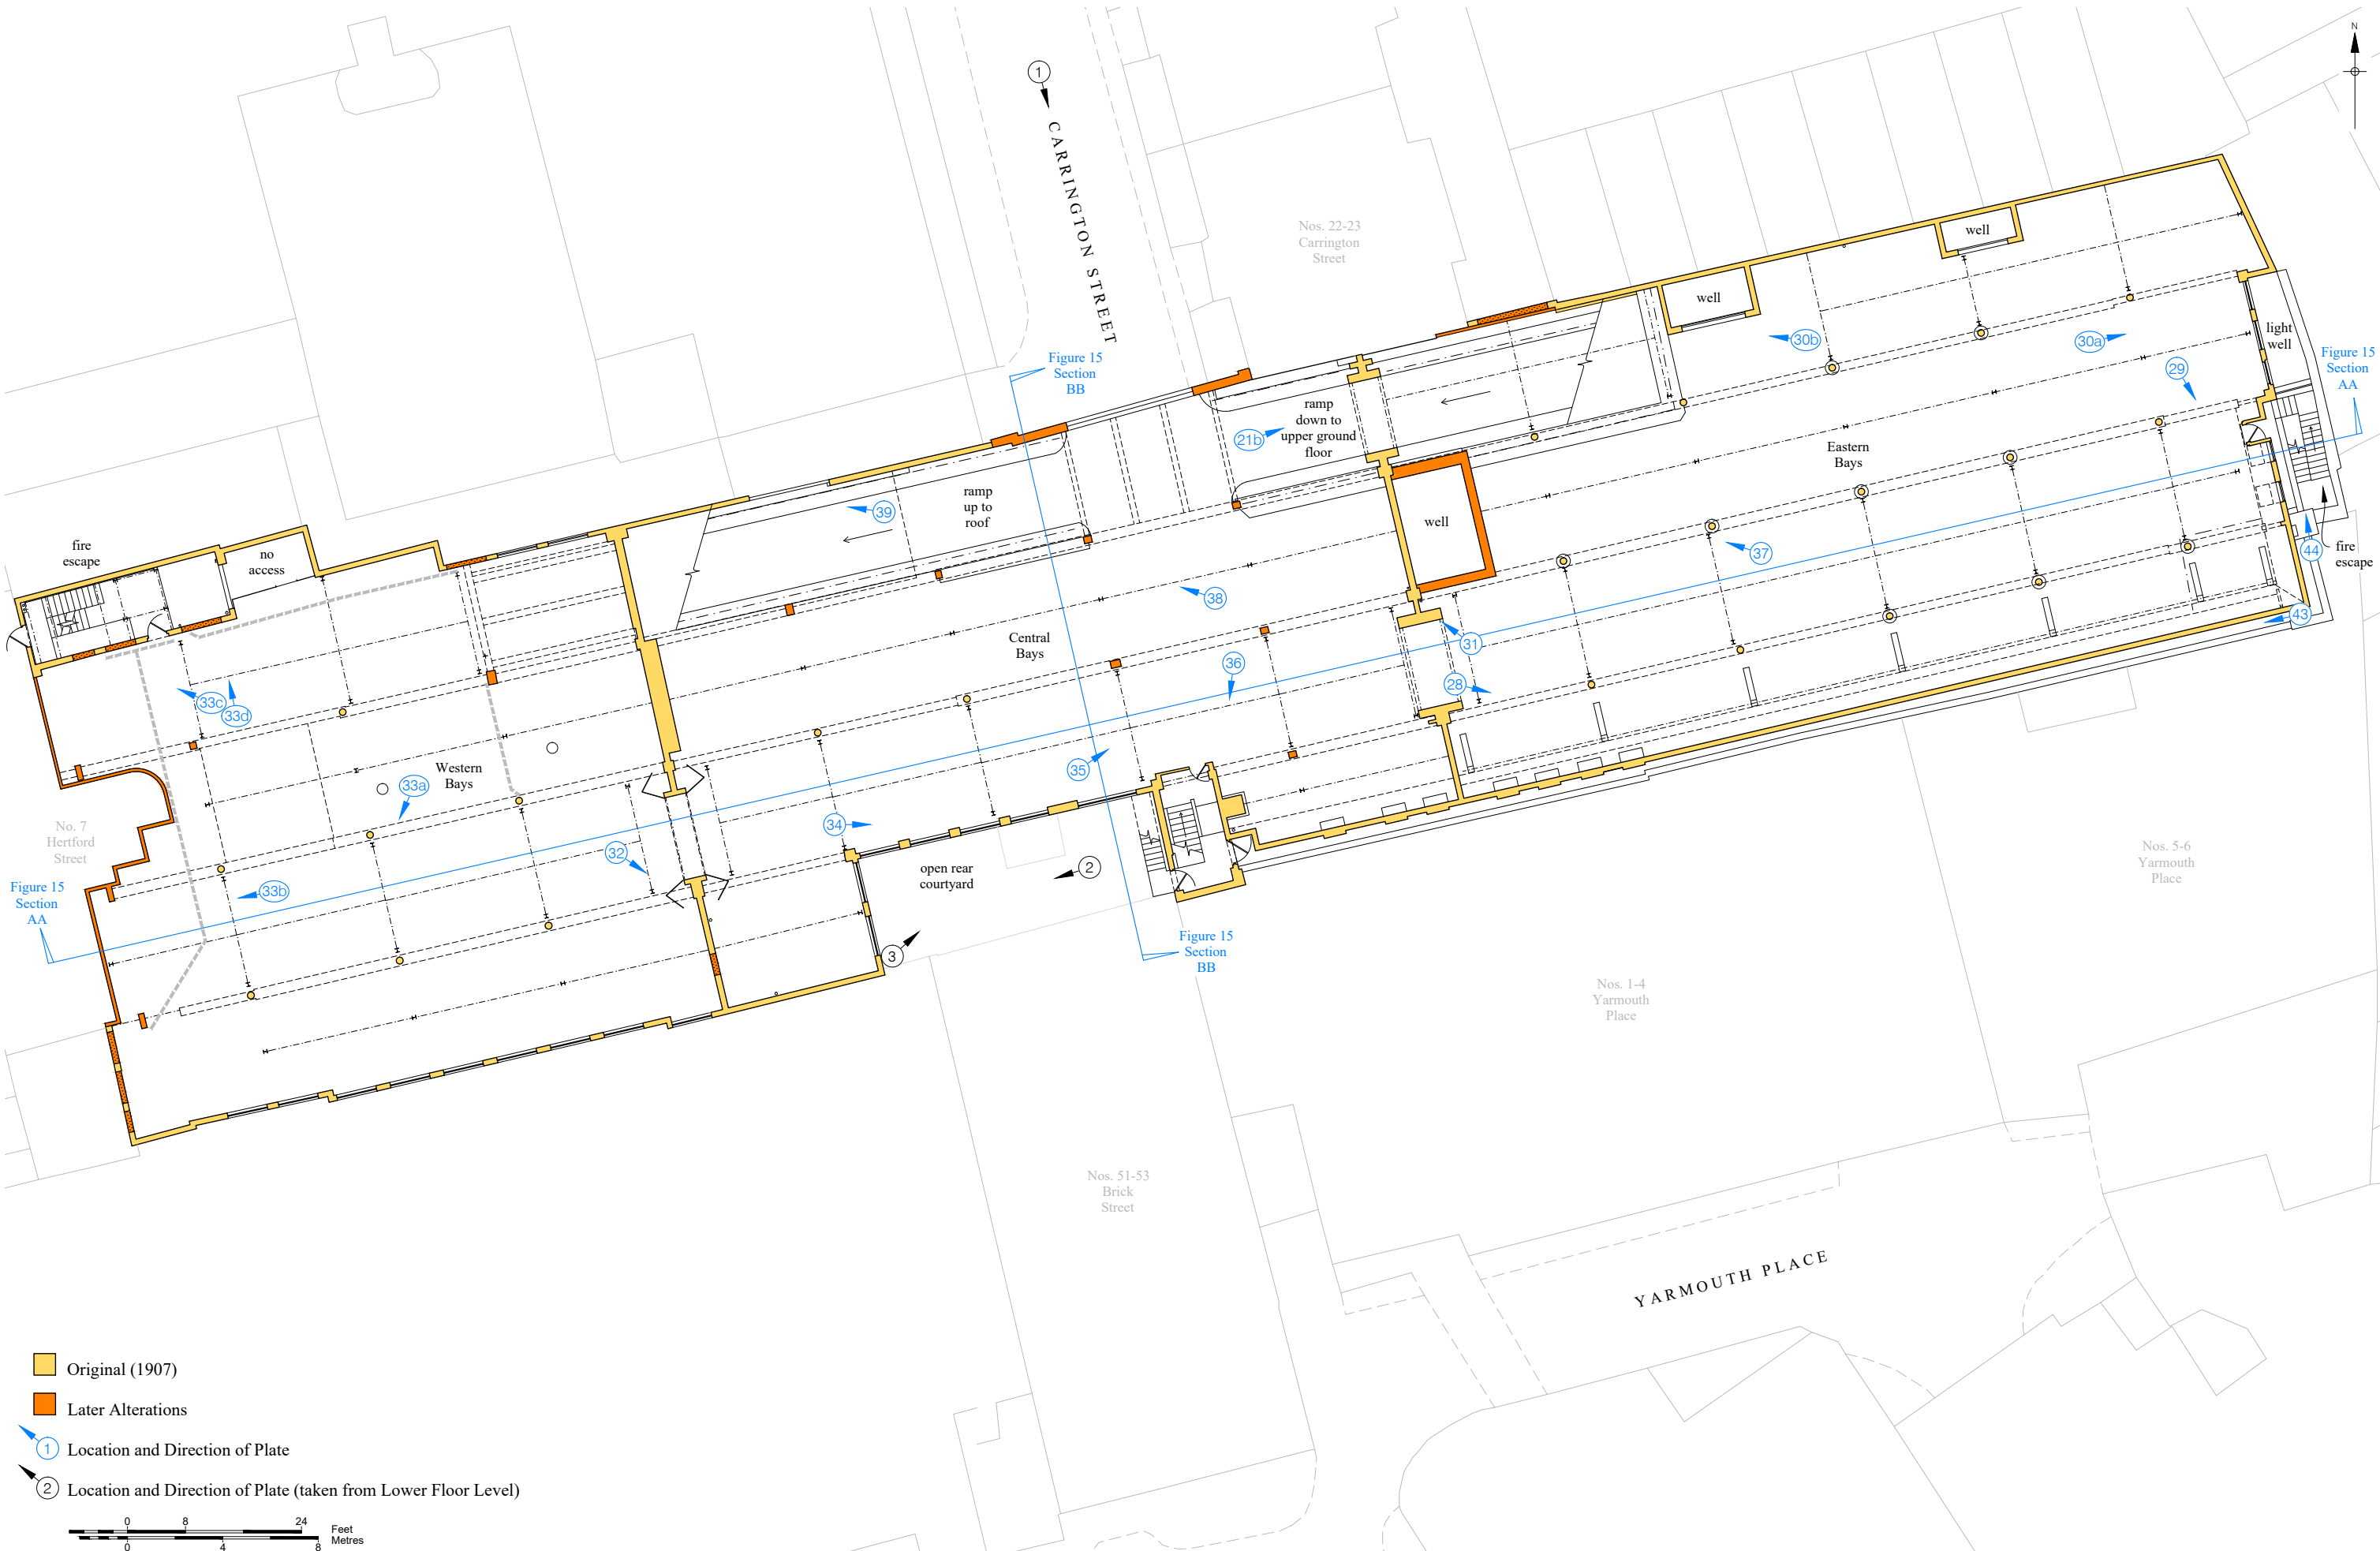 N
1
CARRINGTON STREET
Nos. 22-23
Carrington
Street
well
well
light
well
30b
30a
29
Figure 15
Section
AA
Figure 15
Section
BB
ramp
down to
upper ground
floor
21b
Eastern
Bays
ramp
up to
roof
39
well
37
44
fire
escape
fire
escape
no
access
38
43
Central
Bays
31
36
28
33c
33d
Western
Bays
35
33a
34
32
No. 7
Hertford
Street
open rear
courtyard
2
33b
Figure 15
Section
AA
3
Figure 15
Section
BB
Nos. 5-6
Yarmouth
Place
Nos. 1-4
Yarmouth
Place
Nos. 51-53
Brick
Street
YARMOUTH PLACE
Original (1907)
Later Alterations
1 Location and Direction of Plate
2 Location and Direction of Plate (taken from Lower Floor Level)
0 8 24 Feet
0 4 8 Metres